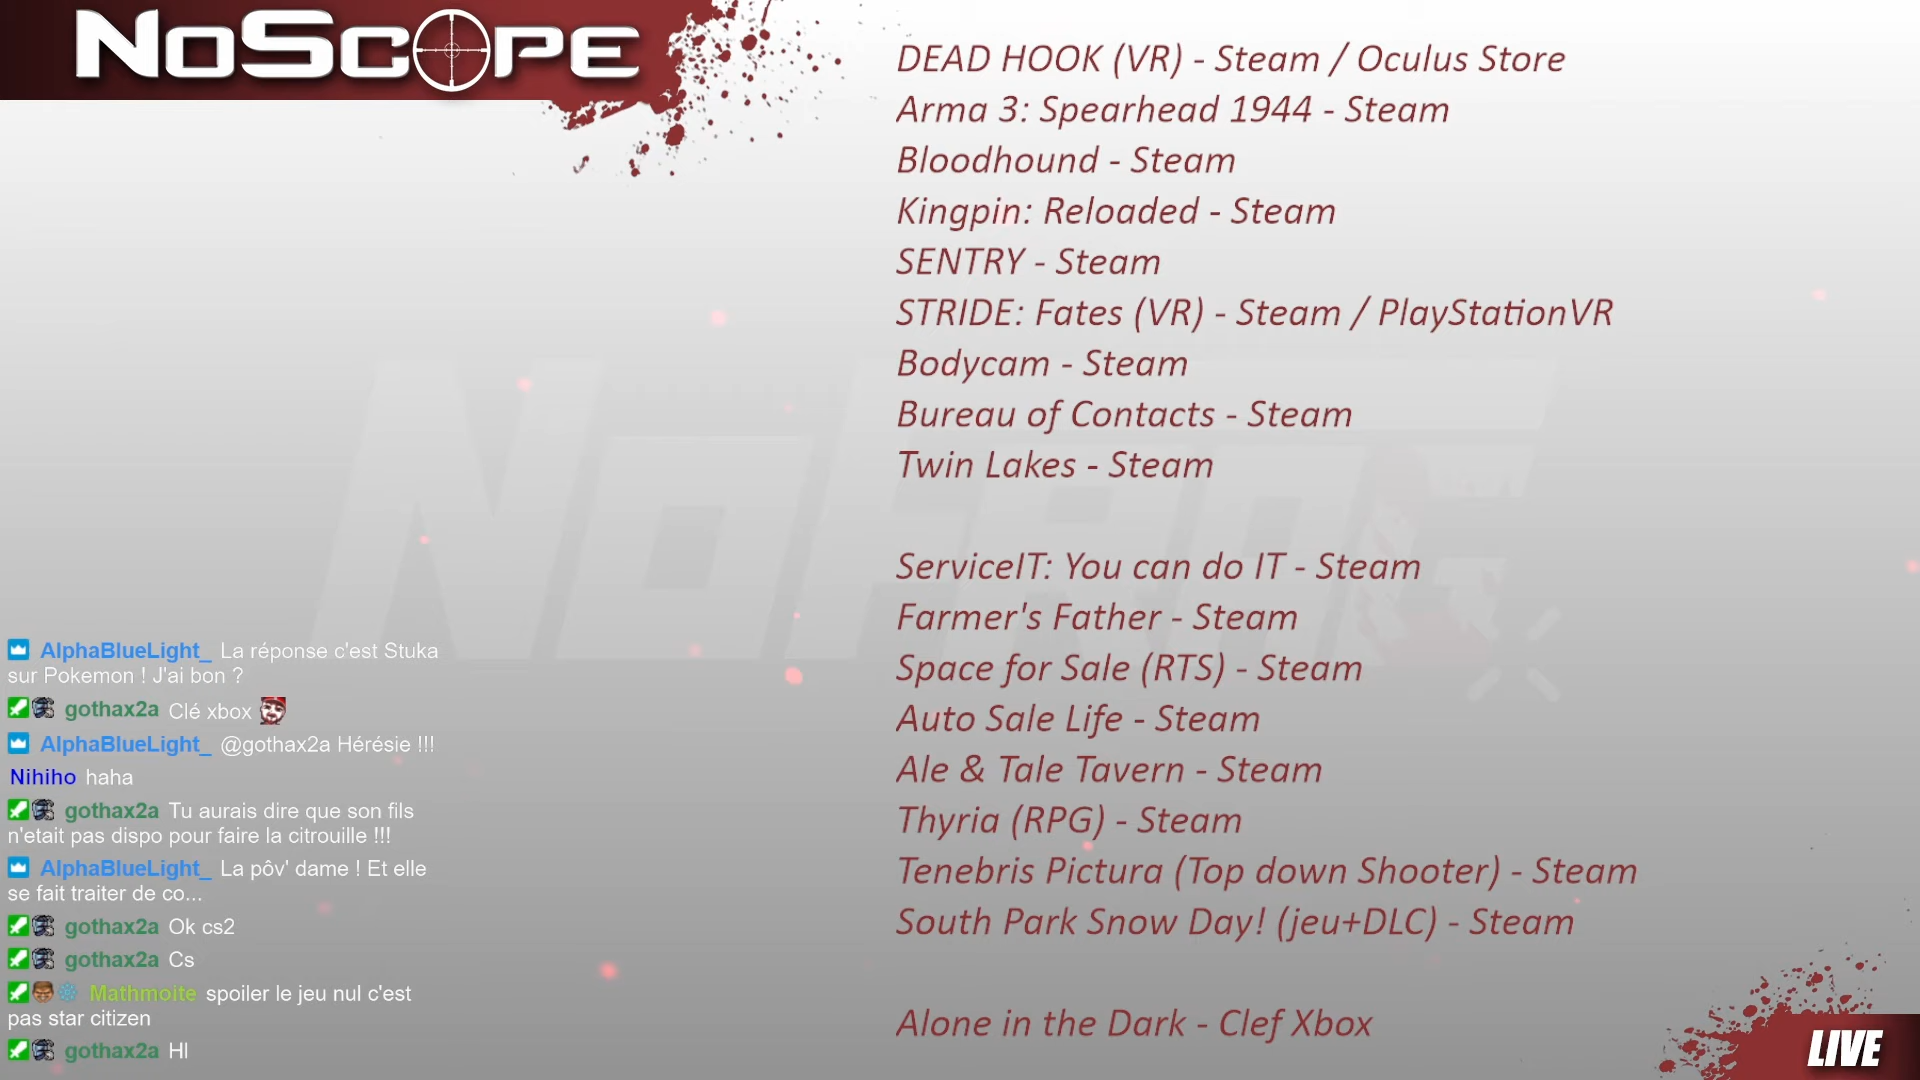 NoScope
DEAD HOOK (VR) - Steam / Oculus Store
Arma 3: Spearhead 1944 - Steam
Bloodhound - Steam
Kingpin: Reloaded - Steam
SENTRY - Steam
STRIDE: Fates (VR) - Steam / PlayStationVR
Bodycam - Steam
Bureau of Contacts - Steam
Twin Lakes - Steam
ServiceIT: You can do IT - Steam
Farmer's Father - Steam
Space for Sale (RTS) - Steam
Auto Sale Life - Steam
Ale & Tale Tavern - Steam
Thyria (RPG) - Steam
Tenebris Pictura (Top down Shooter) - Steam
South Park Snow Day! (jeu+DLC) - Steam
Alone in the Dark - Clef Xbox
AlphaBlueLight_ La réponse c'est Stuka
sur Pokemon ! J'ai bon ?
gothax2a Clé xbox
AlphaBlueLight_ @gothax2a Hérésie !!!
Nihiho haha
gothax2a Tu aurais dire que son fils
n'etait pas dispo pour faire la citrouille !!!
AlphaBlueLight_ La pôv' dame ! Et elle
se fait traiter de co...
gothax2a Ok cs2
gothax2a Cs
Mathmoite spoiler le jeu nul c'est
pas star citizen
gothax2a Hl
LIVE